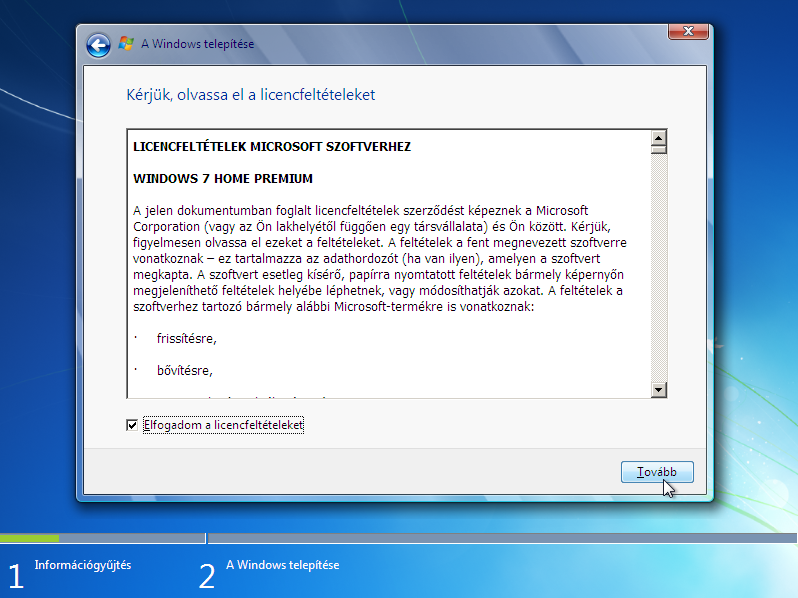 A Windows telepítése
Kérjük, olvassa el a licencfeltételeket
LICENCFELTÉTELEK MICROSOFT SZOFTVERHEZ
WINDOWS 7 HOME PREMIUM
A jelen dokumentumban foglalt licencfeltételek szerződést képeznek a Microsoft
Corporation (vagy az Ön lakhelyétől függően egy társvállalata) és Ön között. Kérjük,
figyelmesen olvassa el ezeket a feltételeket. A feltételek a fent megnevezett szoftverre
vonatkoznak – ez tartalmazza az adathordozót (ha van ilyen), amelyen a szoftvert
megkapta. A szoftvert esetleg kísérő, papírra nyomtatott feltételek bármely képernyőn
megjeleníthető feltételek helyébe léphetnek, vagy módosíthatják azokat. A feltételek a
szoftverhez tartozó bármely alábbi Microsoft-termékre is vonatkoznak:
· frissítésre,
· bővítésre,
Elfogadom a licencfeltételeket
Tovább
1 Információgyűjtés
2 A Windows telepítése